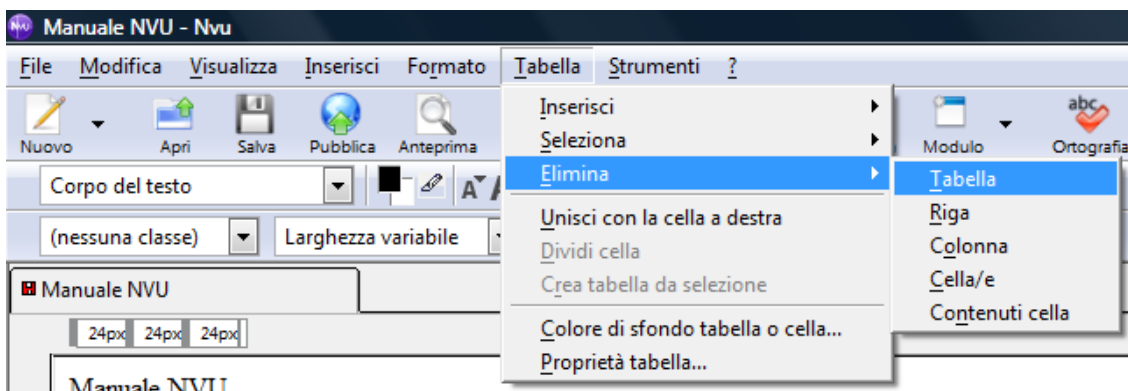 Manuale NVU - Nvu
File Modifica Visualizza Inserisci Formato Tabella Strumenti ?
Nuovo Apri Salva Pubblica Anteprima Modulo Ortografia
Corpo del testo
(nessuna classe) Larghezza variabile
Manuale NVU
24px 24px 24px
Manuale NVU
Inserisci
Seleziona
Elimina
Unisci con la cella a destra
Dividi cella
Crea tabella da selezione
Colore di sfondo tabella o cella...
Proprietà tabella...
Tabella
Riga
Colonna
Cella/e
Contenuti cella